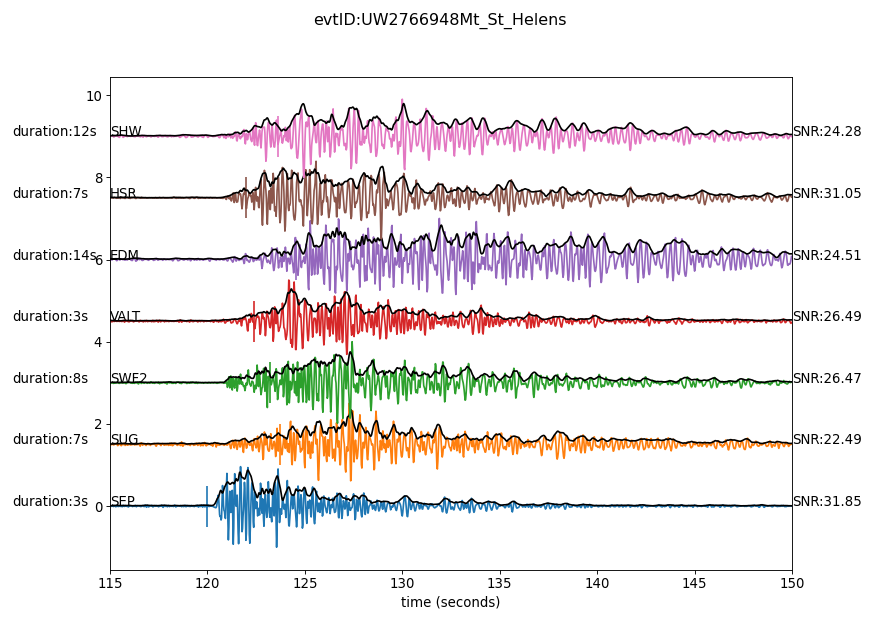 evtID:UW2766948Mt_St_Helens
10
duration:12s SHW SNR:24.28
8
duration:7s HSR SNR:31.05
duration:14s EDM SNR:24.51
6
duration:3s VALT SNR:26.49
4
duration:8s SWF2 SNR:26.47
2
duration:7s SUG SNR:22.49
duration:3s SEP SNR:31.85
0
115 120 125 130 135 140 145 150
time (seconds)